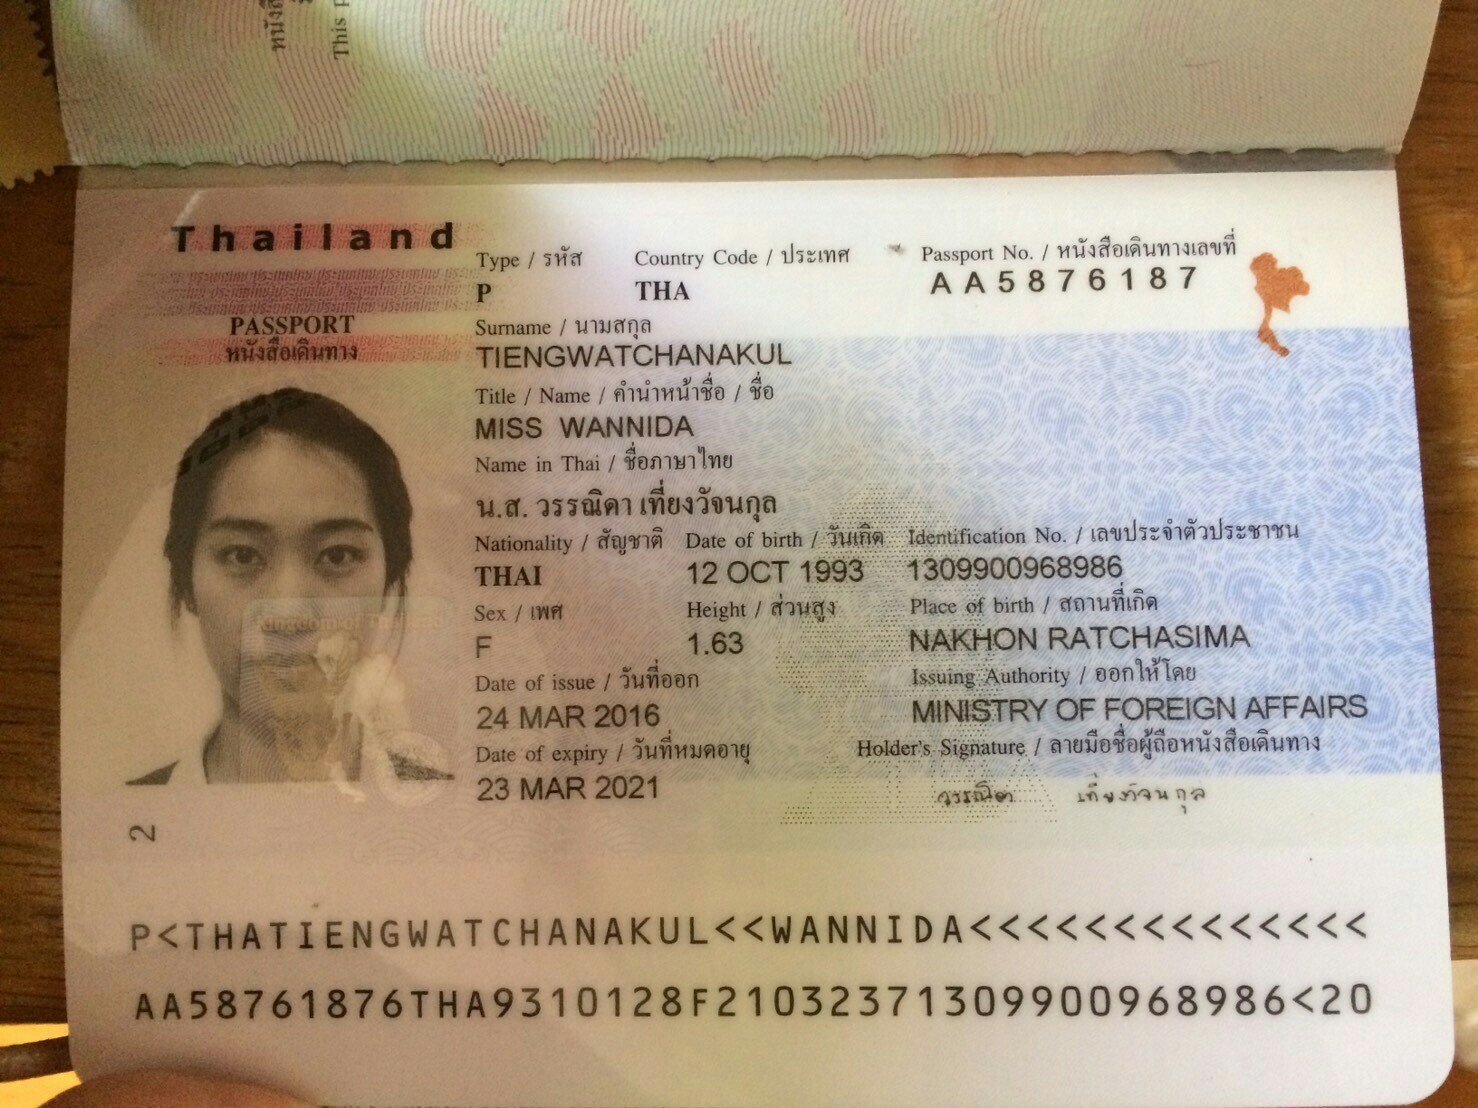 หนังสื
This P
Thailand
PASSPORT
หนังสือเดินทาง
Type / รหัส Country Code / ประเทศ Passport No. / หนังสือเดินทางเลขที่
P THA AA5876187
Surname / นามสกุล
TIENGWATCHANAKUL
Title / Name / คำนำหน้าชื่อ / ชื่อ
MISS WANNIDA
Name in Thai / ชื่อภาษาไทย
น.ส. วรรณิดา เที่ยงวัจนกุล
Nationality / สัญชาติ Date of birth / วันเกิด Identification No. / เลขประจำตัวประชาชน
THAI 12 OCT 1993 1309900968986
Sex / เพศ Height / ส่วนสูง Place of birth / สถานที่เกิด
F 1.63 NAKHON RATCHASIMA
Date of issue / วันที่ออก Issuing Authority / ออกให้โดย
24 MAR 2016 MINISTRY OF FOREIGN AFFAIRS
Date of expiry / วันที่หมดอายุ Holder's Signature / ลายมือชื่อผู้ถือหนังสือเดินทาง
23 MAR 2021 วรรณิดา เที่ยงวัจนกุล
Kingdom of Thailand
2
P<THATIENGWATCHANAKUL<<WANNIDA<<<<<<<<<<<<<<
AA58761876THA9310128F21032371309900968986<20